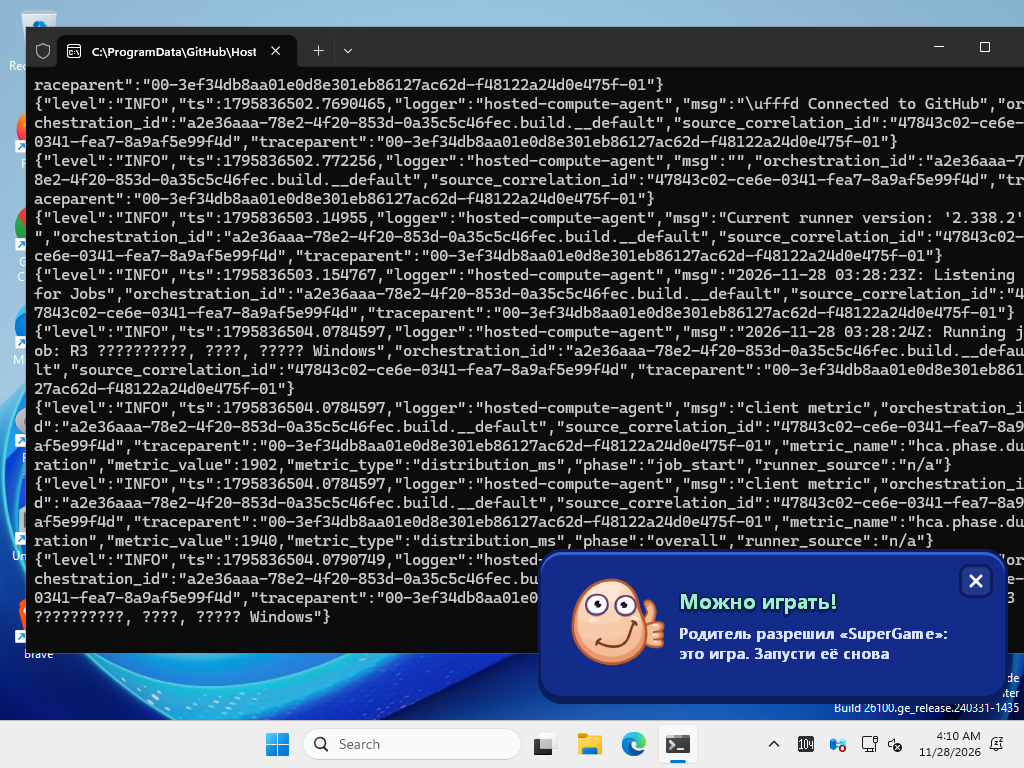 C:\ProgramData\GitHub\Host
raceparent":"00-3ef34db8aa01e0d8e301eb86127ac62d-f48122a24d0e475f-01"}
{"level":"INFO","ts":1795836502.7690465,"logger":"hosted-compute-agent","msg":"\ufffd Connected to GitHub","or
chestration_id":"a2e36aaa-78e2-4f20-853d-0a35c5c46fec.build.__default","source_correlation_id":"47843c02-ce6e-
0341-fea7-8a9af5e99f4d","traceparent":"00-3ef34db8aa01e0d8e301eb86127ac62d-f48122a24d0e475f-01"}
{"level":"INFO","ts":1795836502.772256,"logger":"hosted-compute-agent","msg":"","orchestration_id":"a2e36aaa-7
8e2-4f20-853d-0a35c5c46fec.build.__default","source_correlation_id":"47843c02-ce6e-0341-fea7-8a9af5e99f4d","tr
aceparent":"00-3ef34db8aa01e0d8e301eb86127ac62d-f48122a24d0e475f-01"}
{"level":"INFO","ts":1795836503.14955,"logger":"hosted-compute-agent","msg":"Current runner version: '2.338.2'
","orchestration_id":"a2e36aaa-78e2-4f20-853d-0a35c5c46fec.build.__default","source_correlation_id":"47843c02-
ce6e-0341-fea7-8a9af5e99f4d","traceparent":"00-3ef34db8aa01e0d8e301eb86127ac62d-f48122a24d0e475f-01"}
{"level":"INFO","ts":1795836503.154767,"logger":"hosted-compute-agent","msg":"2026-11-28 03:28:23Z: Listening
for Jobs","orchestration_id":"a2e36aaa-78e2-4f20-853d-0a35c5c46fec.build.__default","source_correlation_id":"4
7843c02-ce6e-0341-fea7-8a9af5e99f4d","traceparent":"00-3ef34db8aa01e0d8e301eb86127ac62d-f48122a24d0e475f-01"}
{"level":"INFO","ts":1795836504.0784597,"logger":"hosted-compute-agent","msg":"2026-11-28 03:28:24Z: Running j
ob: R3 ??????????, ????, ????? Windows","orchestration_id":"a2e36aaa-78e2-4f20-853d-0a35c5c46fec.build.__defau
lt","source_correlation_id":"47843c02-ce6e-0341-fea7-8a9af5e99f4d","traceparent":"00-3ef34db8aa01e0d8e301eb861
27ac62d-f48122a24d0e475f-01"}
{"level":"INFO","ts":1795836504.0784597,"logger":"hosted-compute-agent","msg":"client metric","orchestration_i
d":"a2e36aaa-78e2-4f20-853d-0a35c5c46fec.build.__default","source_correlation_id":"47843c02-ce6e-0341-fea7-8a9
af5e99f4d","traceparent":"00-3ef34db8aa01e0d8e301eb86127ac62d-f48122a24d0e475f-01","metric_name":"hca.phase.du
ration","metric_value":1902,"metric_type":"distribution_ms","phase":"job_start","runner_source":"n/a"}
{"level":"INFO","ts":1795836504.0784597,"logger":"hosted-compute-agent","msg":"client metric","orchestration_i
d":"a2e36aaa-78e2-4f20-853d-0a35c5c46fec.build.__default","source_correlation_id":"47843c02-ce6e-0341-fea7-8a9
af5e99f4d","traceparent":"00-3ef34db8aa01e0d8e301eb86127ac62d-f48122a24d0e475f-01","metric_name":"hca.phase.du
ration","metric_value":1940,"metric_type":"distribution_ms","phase":"overall","runner_source":"n/a"}
{"level":"INFO","ts":1795836504.0790749,"logger":"hosted-
chestration_id":"a2e36aaa-78e2-4f20-853d-0a35c5c46fec.bui
0341-fea7-8a9af5e99f4d","traceparent":"00-3ef34db8aa01e0
??????????, ????, ????? Windows"}
Brave
Можно играть!
Родитель разрешил «SuperGame»:
это игра. Запусти её снова
Build 26100.ge_release.240331-1435
Search
104
4:10 AM
11/28/2026